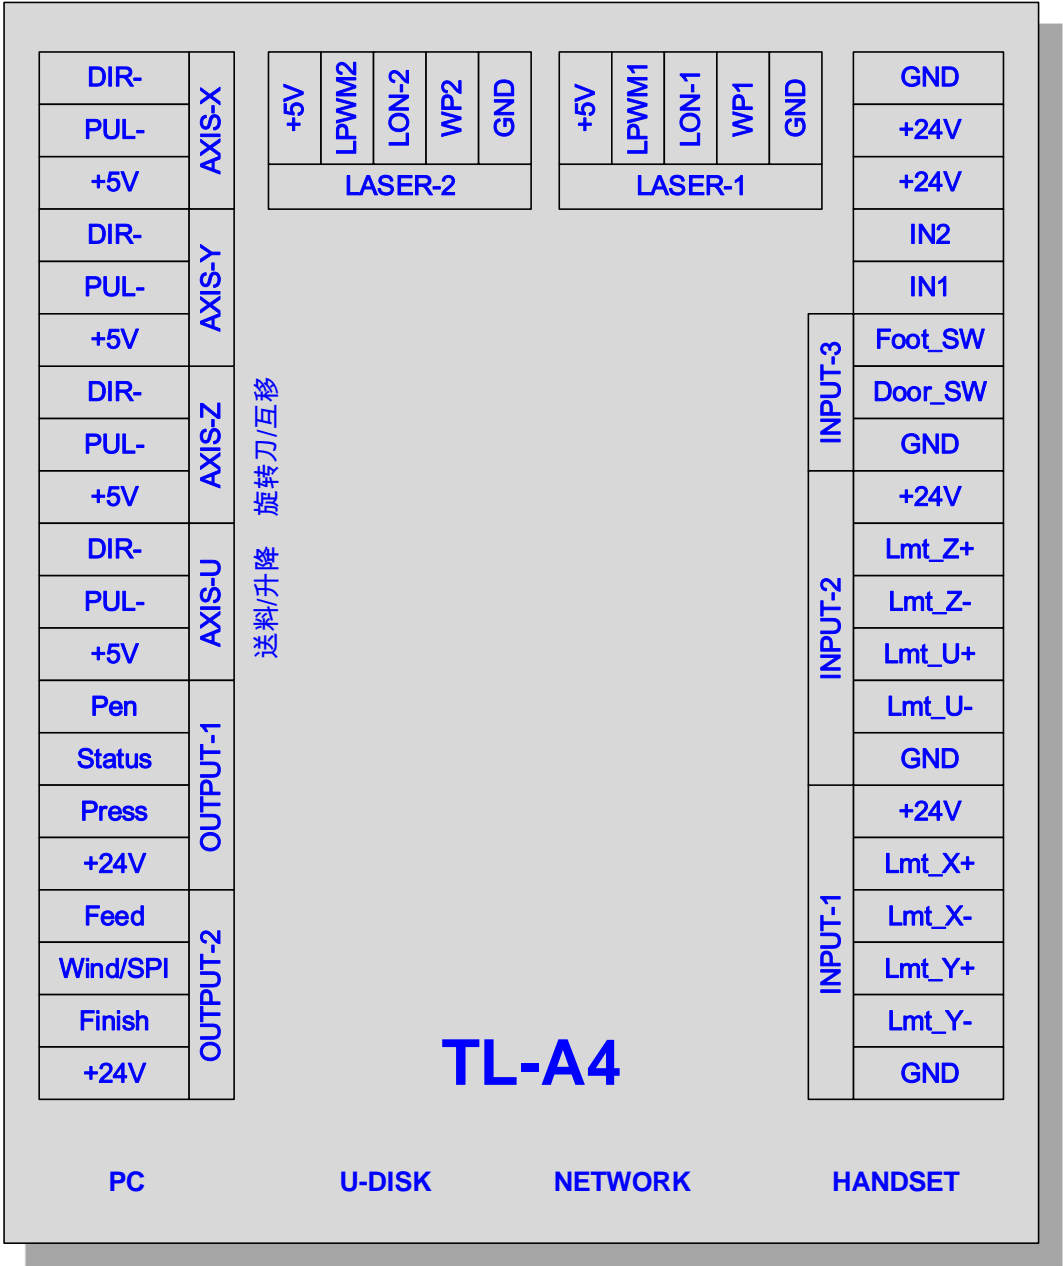 DIR-
PUL-
+5V
AXIS-X
DIR-
PUL-
+5V
AXIS-Y
DIR-
PUL-
+5V
AXIS-Z
旋转刀/互移
DIR-
PUL-
+5V
AXIS-U
送料/升降
Pen
Status
Press
+24V
OUTPUT-1
Feed
Wind/SPI
Finish
+24V
OUTPUT-2
+5V
LPWM2
LON-2
WP2
GND
LASER-2
+5V
LPWM1
LON-1
WP1
GND
LASER-1
GND
+24V
+24V
IN2
IN1
INPUT-3
Foot_SW
Door_SW
GND
INPUT-2
+24V
Lmt_Z+
Lmt_Z-
Lmt_U+
Lmt_U-
GND
INPUT-1
+24V
Lmt_X+
Lmt_X-
Lmt_Y+
Lmt_Y-
GND
TL-A4
PC
U-DISK
NETWORK
HANDSET